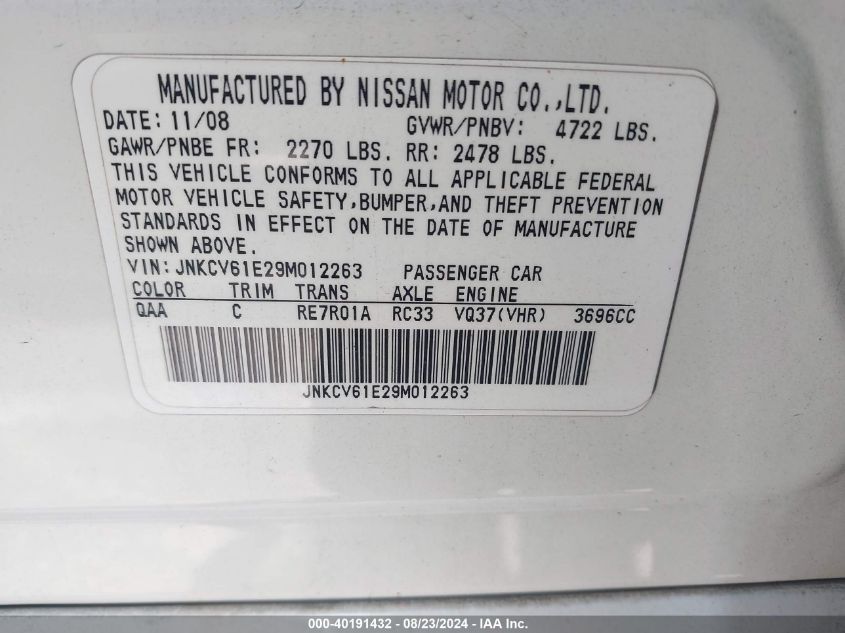 MANUFACTURED BY NISSAN MOTOR CO.,LTD.
DATE: 11/08 GVWR/PNBV: 4722 LBS.
GAWR/PNBE FR: 2270 LBS. RR: 2478 LBS.
THIS VEHICLE CONFORMS TO ALL APPLICABLE FEDERAL
MOTOR VEHICLE SAFETY,BUMPER,AND THEFT PREVENTION
STANDARDS IN EFFECT ON THE DATE OF MANUFACTURE
SHOWN ABOVE.
VIN: JNKCV61E29M012263 PASSENGER CAR
COLOR TRIM TRANS AXLE ENGINE
QAA C RE7R01A RC33 VQ37(VHR) 3696CC
JNKCV61E29M012263
000-40191432 - 08/23/2024 - IAA Inc.